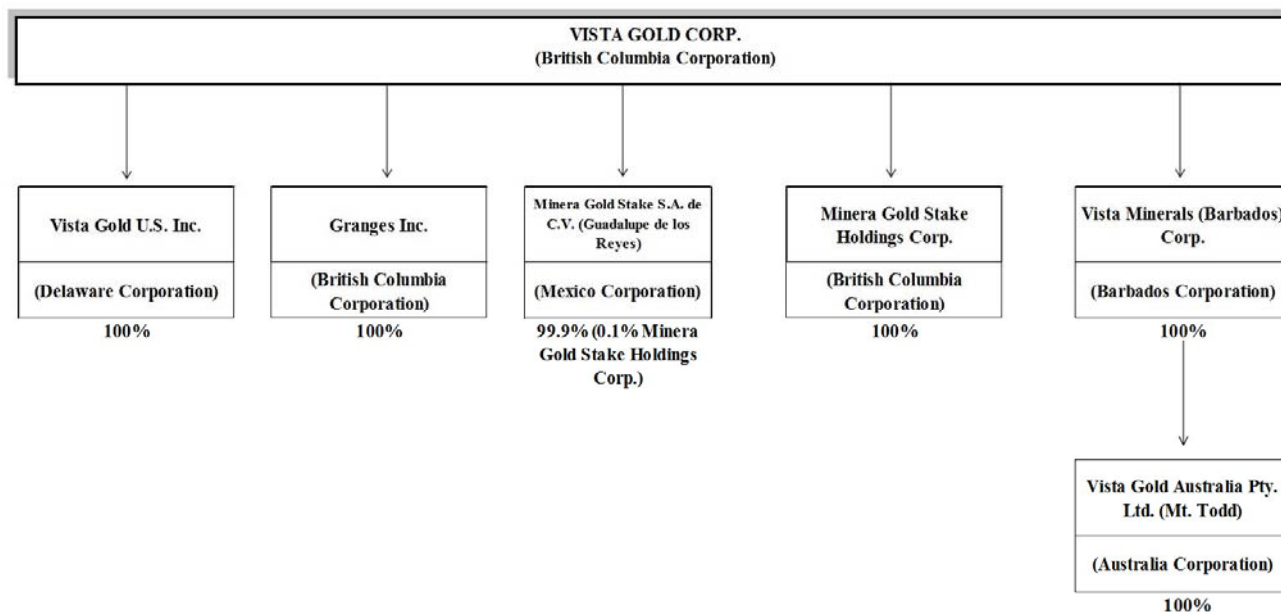 VISTA GOLD CORP.
(British Columbia Corporation)
Vista Gold U.S. Inc.
(Delaware Corporation)
100%
Granges Inc.
(British Columbia
Corporation)
100%
Minera Gold Stake S.A. de
C.V. (Guadalupe de los
Reyes)
(Mexico Corporation)
99.9% (0.1% Minera
Gold Stake Holdings
Corp.)
Minera Gold Stake
Holdings Corp.
(British Columbia
Corporation)
100%
Vista Minerals (Barbados)
Corp.
(Barbados Corporation)
100%
Vista Gold Australia Pty.
Ltd. (Mt. Todd)
(Australia Corporation)
100%